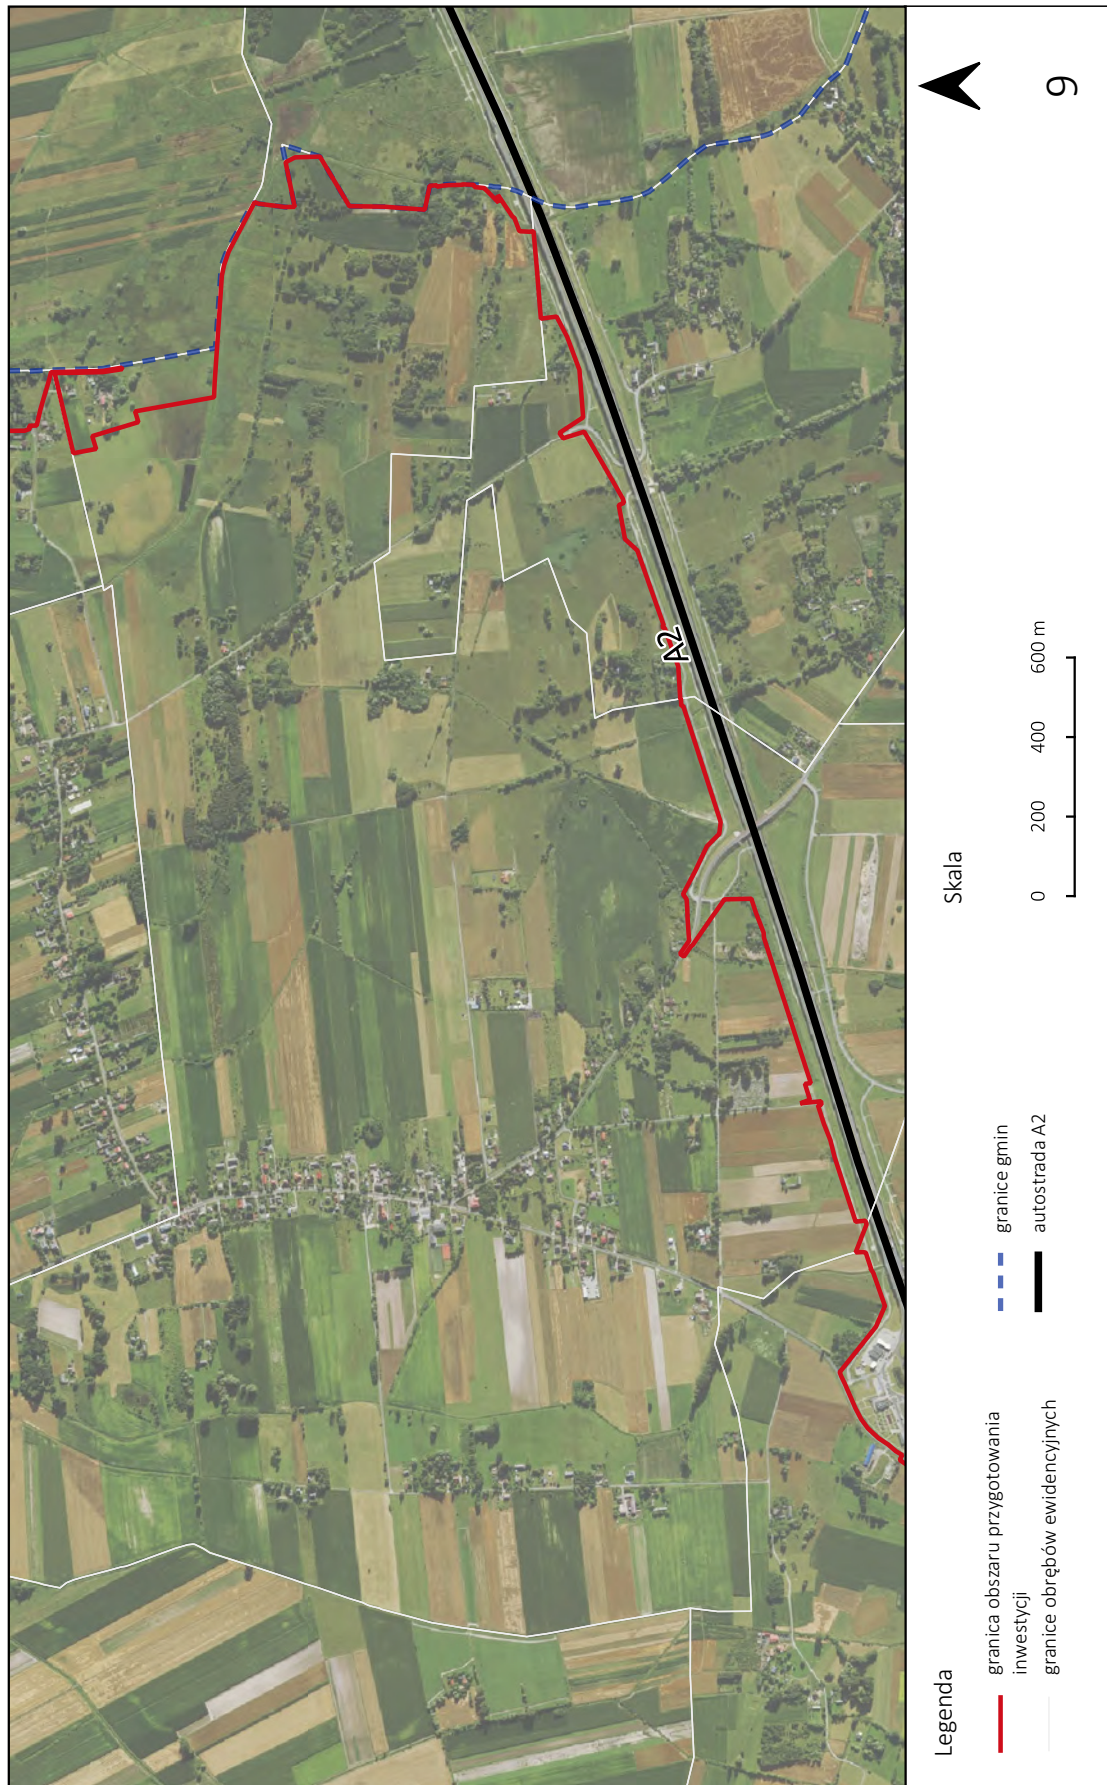 A2
Legenda
granica obszaru przygotowania
inwestycji
granice obrębów ewidencyjnych
granice gmin
autostrada A2
Skala
0 200 400 600 m
9